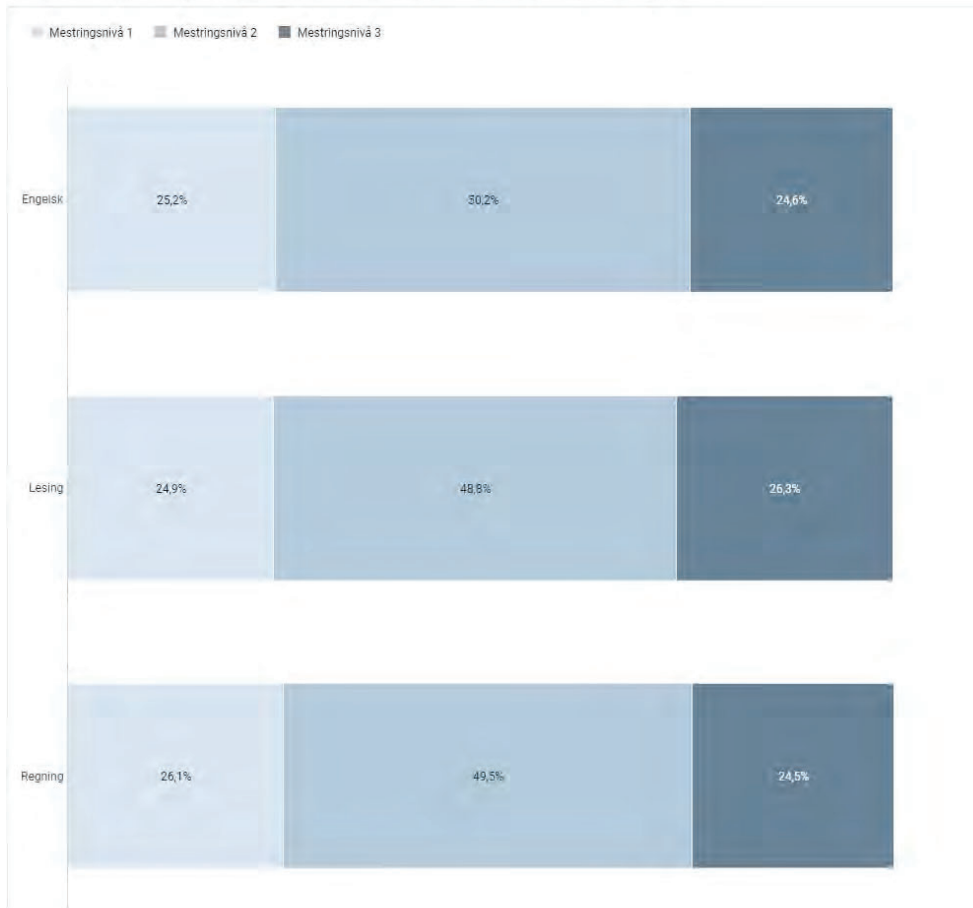 Mestringsnivå 1 Mestringsnivå 2 Mestringsnivå 3
Engelsk 25,2% 30,2% 24,6%
Lesing 24,9% 48,8% 26,3%
Regning 26,1% 49,5% 24,5%